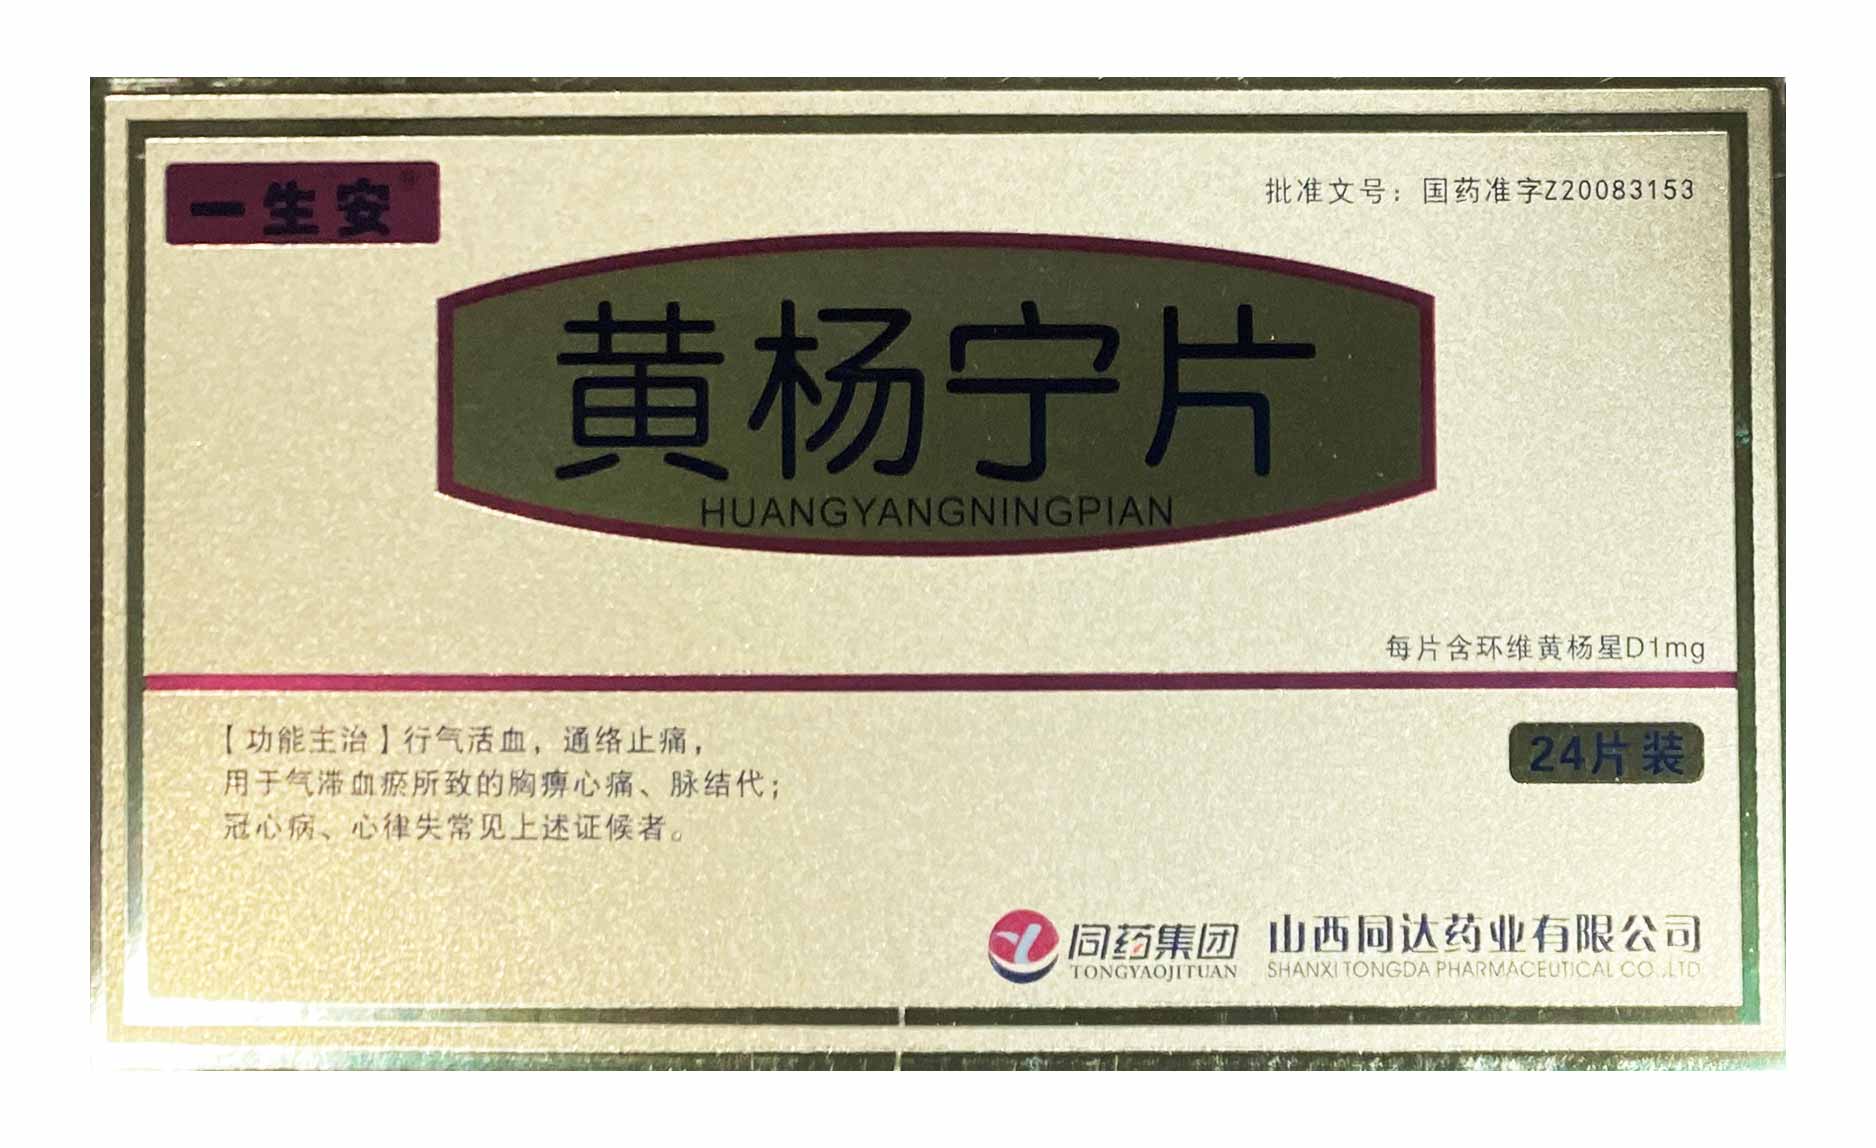 一生安
批准文号：国药准字Z20083153
黄杨宁片
HUANGYANGNINGPIAN
每片含环维黄杨星D1mg
【功能主治】行气活血，通络止痛，
用于气滞血瘀所致的胸痹心痛、脉结代；
冠心病、心律失常见上述证候者。
24片装
同药集团 山西同达药业有限公司
TONGYAOJITUAN SHANXI TONGDA PHARMACEUTICAL CO.,LTD